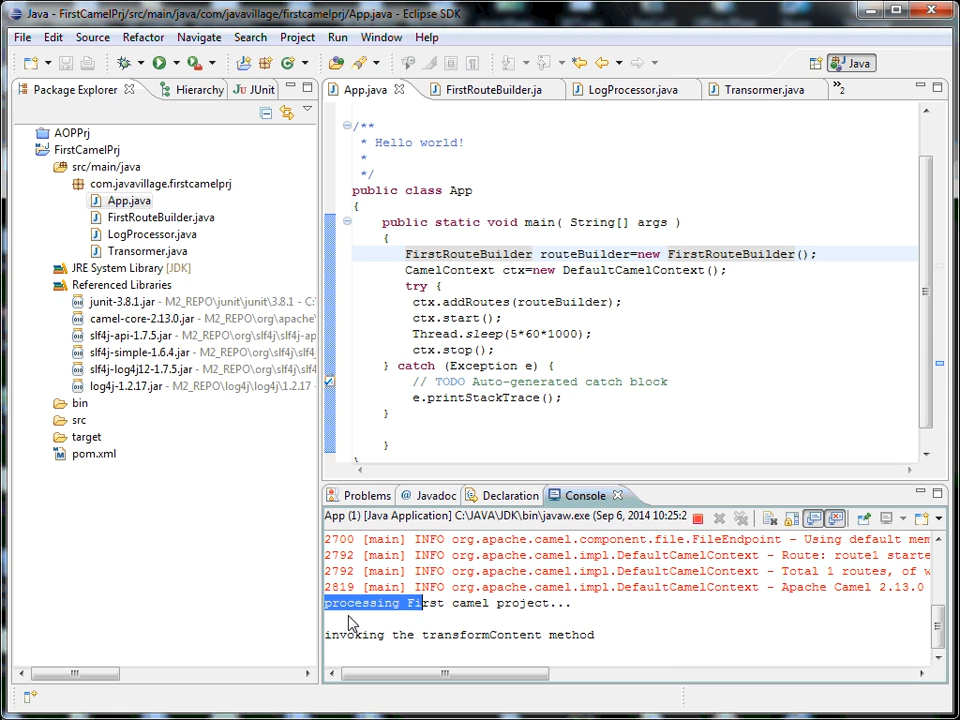 Java - FirstCamelPrj/src/main/java/com/javavillage/firstcamelprj/App.java - Eclipse SDK
File Edit Source Refactor Navigate Search Project Run Window Help
Java
Package Explorer Hierarchy JUnit
App.java FirstRouteBuilder.ja LogProcessor.java Transormer.java »2
AOPPrj
FirstCamelPrj
src/main/java
com.javavillage.firstcamelprj
App.java
FirstRouteBuilder.java
LogProcessor.java
Transormer.java
JRE System Library [JDK]
Referenced Libraries
junit-3.8.1.jar - M2_REPO\junit\junit\3.8.1 - C:
camel-core-2.13.0.jar - M2_REPO\org\apache
slf4j-api-1.7.5.jar - M2_REPO\org\slf4j\slf4j-ap
slf4j-simple-1.6.4.jar - M2_REPO\org\slf4j\slf4
slf4j-log4j12-1.7.5.jar - M2_REPO\org\slf4j\slf
log4j-1.2.17.jar - M2_REPO\log4j\log4j\1.2.17
bin
src
target
pom.xml
/**
* Hello world!
*
*/
public class App
{
public static void main( String[] args )
{
FirstRouteBuilder routeBuilder=new FirstRouteBuilder();
CamelContext ctx=new DefaultCamelContext();
try {
ctx.addRoutes(routeBuilder);
ctx.start();
Thread.sleep(5*60*1000);
ctx.stop();
} catch (Exception e) {
// TODO Auto-generated catch block
e.printStackTrace();
}
}
Problems @ Javadoc Declaration Console
App (1) [Java Application] C:\JAVA\JDK\bin\javaw.exe (Sep 6, 2014 10:25:2
2700 [main] INFO org.apache.camel.component.file.FileEndpoint - Using default mem
2792 [main] INFO org.apache.camel.impl.DefaultCamelContext - Route: route1 starte
2792 [main] INFO org.apache.camel.impl.DefaultCamelContext - Total 1 routes, of w
2819 [main] INFO org.apache.camel.impl.DefaultCamelContext - Apache Camel 2.13.0
processing First camel project...
invoking the transformContent method